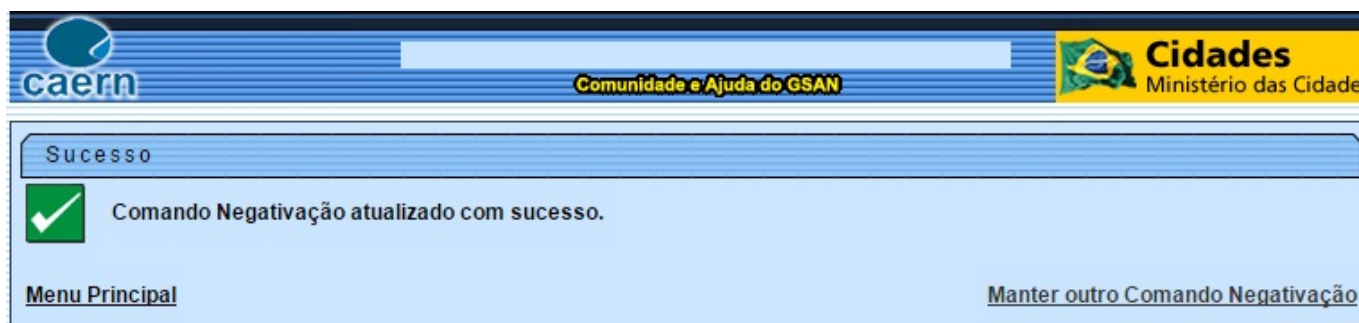 caern
Comunidade e Ajuda do GSAN
Cidades
Ministério das Cidade
Sucesso
Comando Negativação atualizado com sucesso.
Menu Principal
Manter outro Comando Negativação